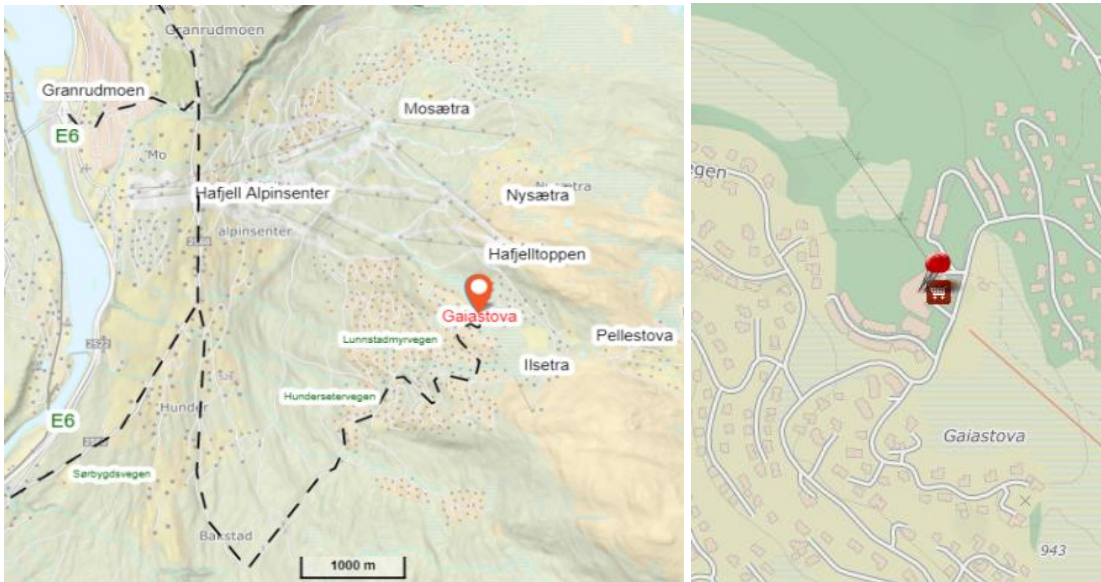 Granrudmoen
Granrudmoen
E6
Mosætra
Mo
Hafjell Alpinsenter
alpinsenter
Nysætra
Hafjelltoppen
Gaiastova
Lunnstadmyrvegen
Pellestova
Ilsetra
2522
Hundersetervegen
Hunder
E6
Sørbygdsvegen
Bakstad
1000 m
egen
Gaiastova
943